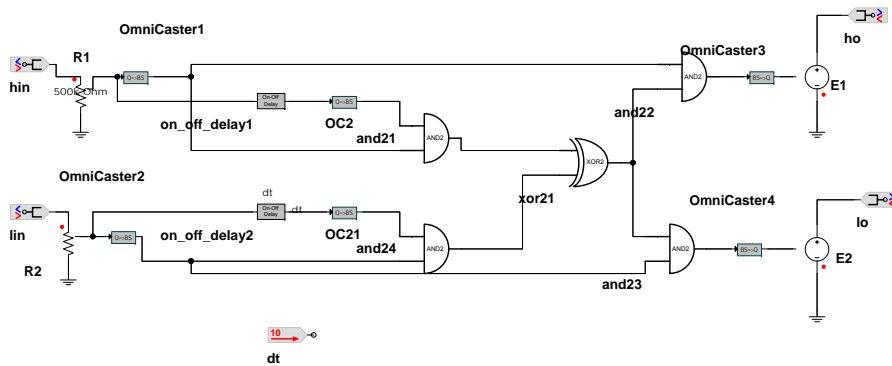 OmniCaster1
hin
R1
500k Ohm
Q->BS
On-Off
Delay
on_off_delay1
Q->BS
OC2
and21
AND2
OmniCaster3
AND2
and22
BS->Q
ho
E1
XOR2
xor21
OmniCaster2
lin
R2
Q->BS
dt
On-Off
Delay
dt
on_off_delay2
Q->BS
OC21
and24
AND2
OmniCaster4
AND2
and23
BS->Q
lo
E2
10
dt